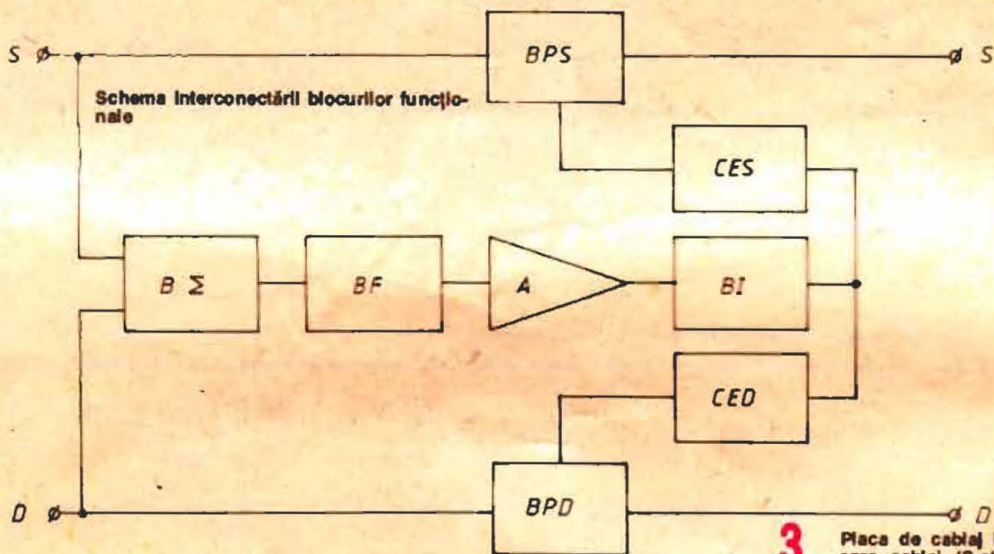 S
BPS
S
Schema interconectării blocurilor funcțio-
nale
CES
B Σ
BF
A
BI
CED
D
BPD
D
3
Placa de cablaj